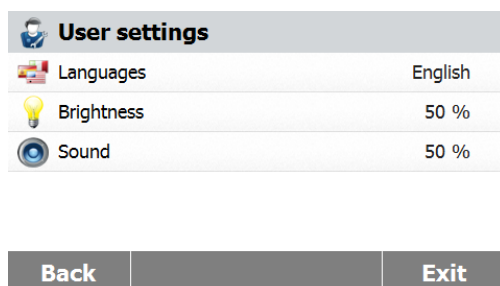 User settings
Languages English
Brightness 50 %
Sound 50 %
Back Exit